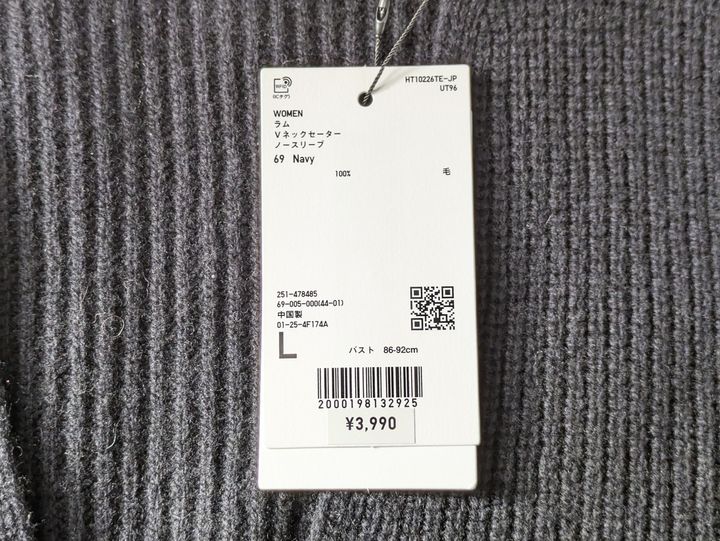 RFID
(ICタグ)
HT10226TE-JP
UT96
WOMEN
ラム
Vネックセーター
ノースリーブ
69 Navy
100% 毛
251-478485
69-005-000(44-01)
中国製
01-25-4F174A
L バスト 86-92cm
2000198132925
¥3,990